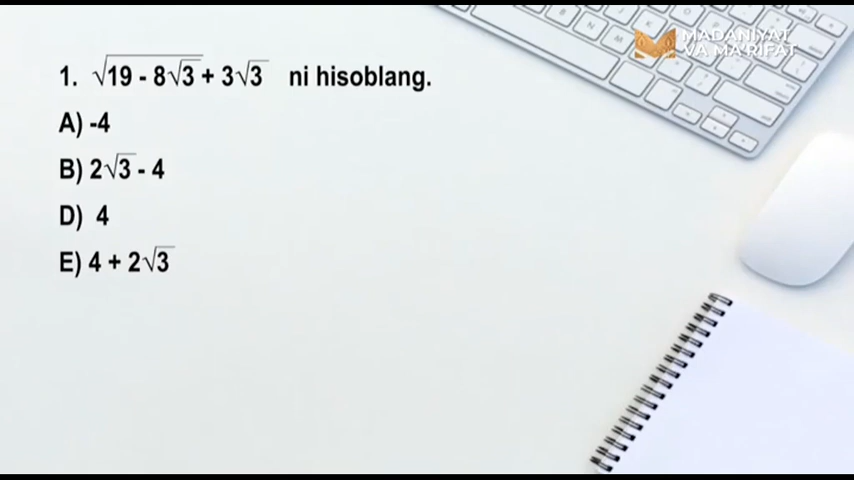 MADANIYAT
VA MA'RIFAT
1. √19 - 8√3 + 3√3 ni hisoblang.
A) -4
B) 2√3 - 4
D) 4
E) 4 + 2√3